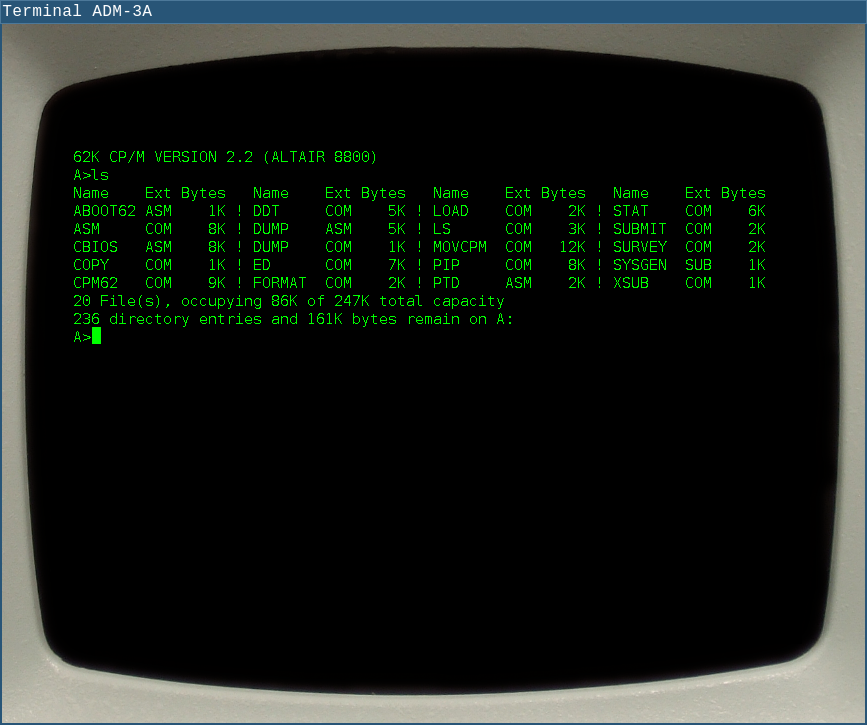 Terminal ADM-3A
62K CP/M VERSION 2.2 (ALTAIR 8800)
A>ls
Name     Ext Bytes   Name    Ext Bytes   Name    Ext Bytes   Name    Ext Bytes
ABOOT62 ASM    1K ! DDT     COM    5K ! LOAD    COM    2K ! STAT    COM    6K
ASM     COM    8K ! DUMP    ASM    5K ! LS      COM    3K ! SUBMIT  COM    2K
CBIOS   ASM    8K ! DUMP    COM    1K ! MOVCPM  COM   12K ! SURVEY  COM    2K
COPY    COM    1K ! ED      COM    7K ! PIP     COM    8K ! SYSGEN  SUB    1K
CPM62   COM    9K ! FORMAT  COM    2K ! PTD     ASM    2K ! XSUB    COM    1K
20 File(s), occupying 86K of 247K total capacity
236 directory entries and 161K bytes remain on A:
A>